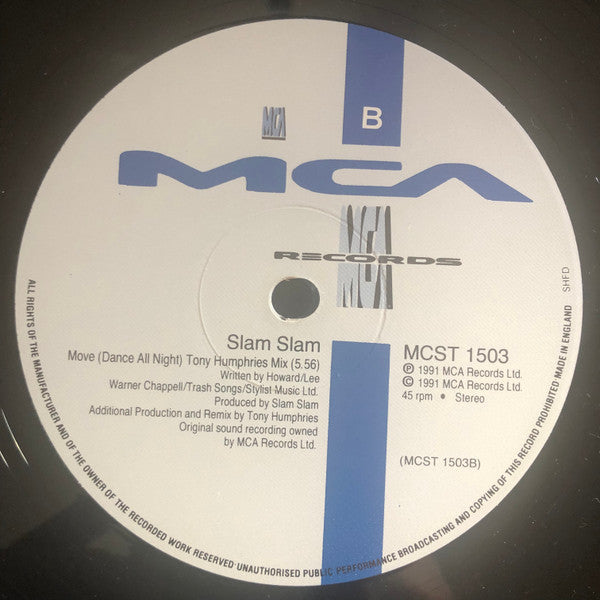 B
MCA
MCA
MCA
RECORDS
SHFD
Slam Slam
Move (Dance All Night) Tony Humphries Mix (5.56)
Written by Howard/Lee
Warner Chappell/Trash Songs/Stylist Music Ltd.
Produced by Slam Slam
Additional Production and Remix by Tony Humphries
Original sound recording owned
by MCA Records Ltd.
MCST 1503
Ⓟ 1991 MCA Records Ltd.
© 1991 MCA Records Ltd.
45 rpm • Stereo
(MCST 1503B)
ALL RIGHTS OF THE MANUFACTURER AND OF THE OWNER OF THE RECORDED WORK RESERVED·UNAUTHORISED PUBLIC PERFORMANCE BROADCASTING AND COPYING OF THIS RECORD PROHIBITED MADE IN ENGLAND